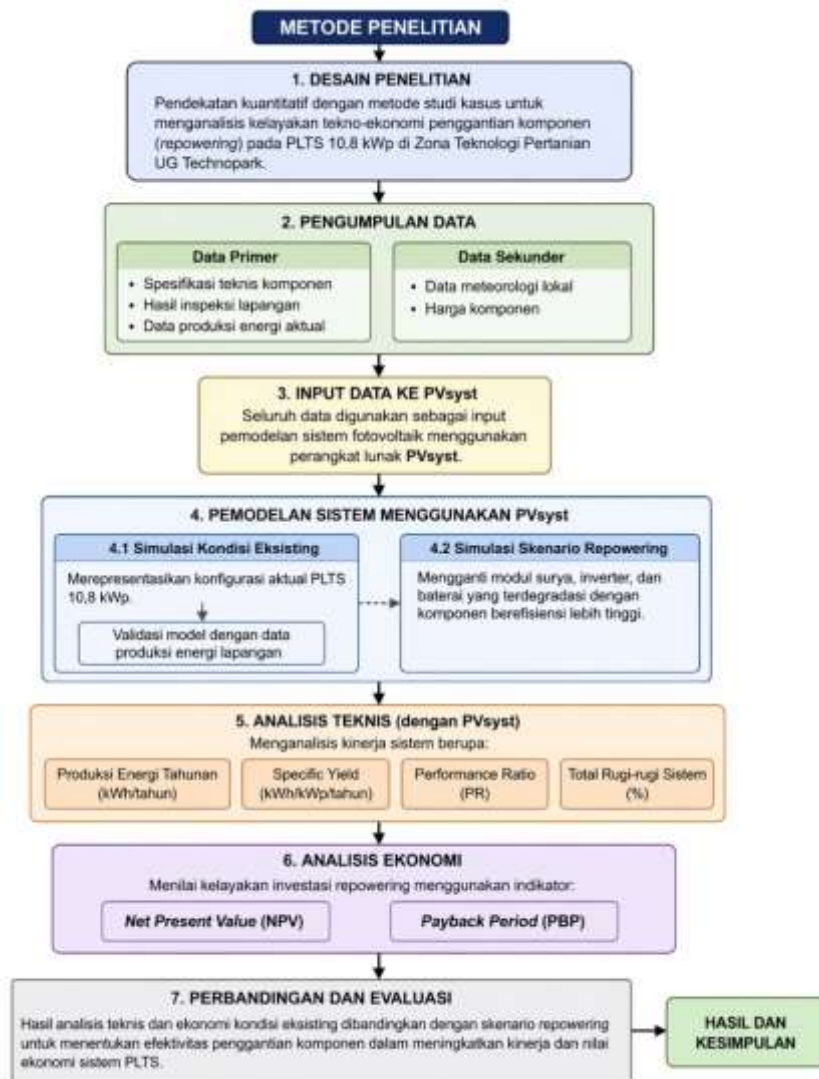 METODE PENELITIAN
1. DESAIN PENELITIAN
Pendekatan kuantitatif dengan metode studi kasus untuk
menganalisis kelayakan tekno-ekonomi penggantian komponen
(repowering) pada PLTS 10,8 kWp di Zona Teknologi Pertanian
UG Technopark.
2. PENGUMPULAN DATA
Data Primer
• Spesifikasi teknis komponen
• Hasil inspeksi lapangan
• Data produksi energi aktual
Data Sekunder
• Data meteorologi lokal
• Harga komponen
3. INPUT DATA KE PVsyst
Seluruh data digunakan sebagai input
pemodelan sistem fotovoltaik menggunakan
perangkat lunak PVsyst.
4. PEMODELAN SISTEM MENGGUNAKAN PVsyst
4.1 Simulasi Kondisi Eksisting
Merepresentasikan konfigurasi aktual PLTS
10,8 kWp.
Validasi model dengan data
produksi energi lapangan
4.2 Simulasi Skenario Repowering
Mengganti modul surya, inverter, dan
baterai yang terdegradasi dengan
komponen berefisiensi lebih tinggi.
5. ANALISIS TEKNIS (dengan PVsyst)
Menganalisis kinerja sistem berupa:
Produksi Energi Tahunan
(kWh/tahun)
Specific Yield
(kWh/kWp/tahun)
Performance Ratio
(PR)
Total Rugi-rugi Sistem
(%)
6. ANALISIS EKONOMI
Menilai kelayakan investasi repowering menggunakan indikator:
Net Present Value (NPV)
Payback Period (PBP)
7. PERBANDINGAN DAN EVALUASI
Hasil analisis teknis dan ekonomi kondisi eksisting dibandingkan dengan skenario repowering
untuk menentukan efektivitas penggantian komponen dalam meningkatkan kinerja dan nilai
ekonomi sistem PLTS.
HASIL DAN
KESIMPULAN